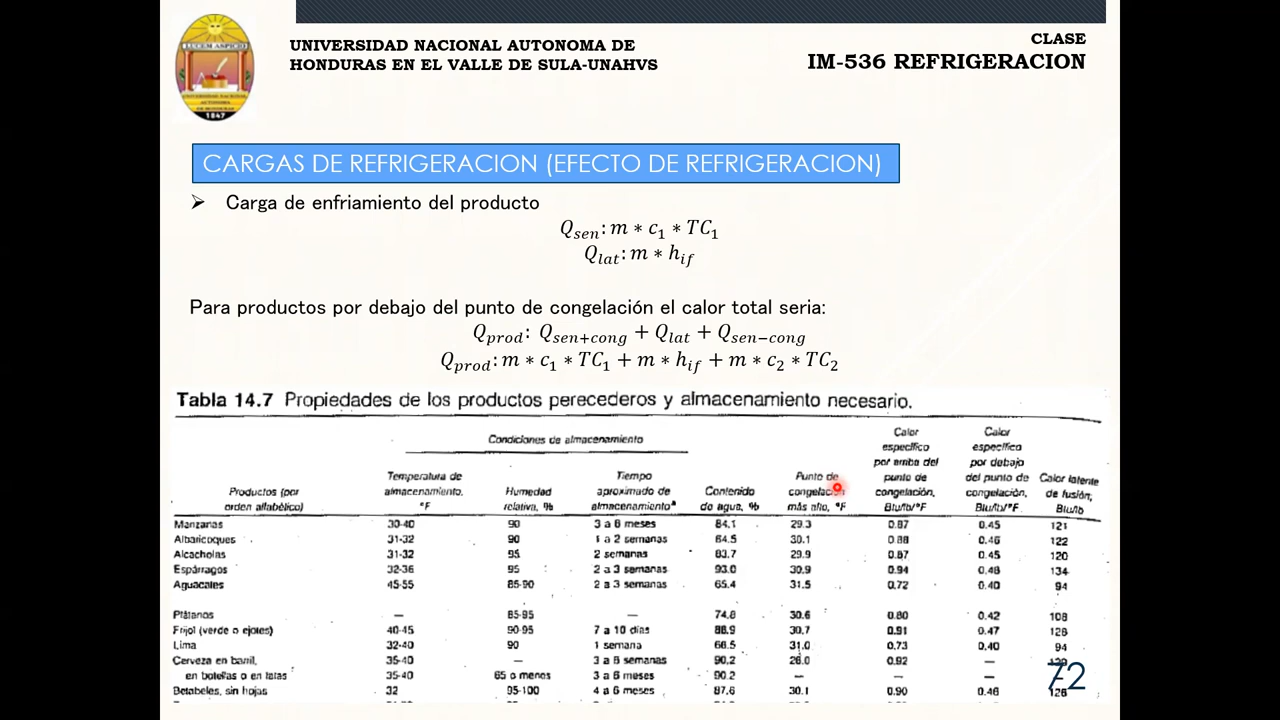 LUCEM ASPICIO
1847
UNIVERSIDAD NACIONAL AUTONOMA DE
HONDURAS EN EL VALLE DE SULA-UNAHVS
CLASE
IM-536 REFRIGERACION
CARGAS DE REFRIGERACION (EFECTO DE REFRIGERACION)
➢ Carga de enfriamiento del producto
Q_sen: m ∗ c_1 ∗ TC_1
Q_lat: m ∗ h_if
Para productos por debajo del punto de congelación el calor total seria:
Q_prod: Q_sen+cong + Q_lat + Q_sen−cong
Q_prod: m ∗ c_1 ∗ TC_1 + m ∗ h_if + m ∗ c_2 ∗ TC_2
Tabla 14.7 Propiedades de los productos perecederos y almacenamiento necesario.
Condiciones de almacenamiento
Productos (por orden alfabético)
Temperatura de almacenamiento, °F
Humedad relativa, %
Tiempo aproximado de almacenamiento ª
Contenido de agua, %
Punto de más alto, °F
Calor específico por arriba del punto de congelación, Btu/lb/°F
Calor específico por debajo del punto de congelación, Btu/lb/°F
Calor latente de fusión, Btu/lb
Manzanas 30-40 90 3 a 6 meses 84.1 29.3 0.87 0.45 121
Albaricoques 31-32 90 1 a 2 semanas 64.5 30.1 0.88 0.46 122
Alcachofas 31-32 95 2 semanas 83.7 29.9 0.87 0.45 120
Espárragos 32-36 95 2 a 3 semanas 93.0 30.9 0.94 0.48 134
Aguacates 45-55 85-90 2 a 3 semanas 65.4 31.5 0.72 0.40 94
Plátanos — 85-95 — 74.8 30.6 0.80 0.42 108
Frijol (verde o ejotes) 40-45 90-95 7 a 10 días 88.9 30.7 0.91 0.47 128
Lima 32-40 90 1 semana 66.5 31.0 0.73 0.40 94
Cerveza en barril, 35-40 — 3 a 8 semanas 90.2 28.0 0.92 —
en botellas o en latas 35-40 65 o menos 3 a 6 meses 90.2 — — —
Betabeles, sin hojas 32 95-100 4 a 6 meses 87.6 30.1 0.90 0.46 126
72